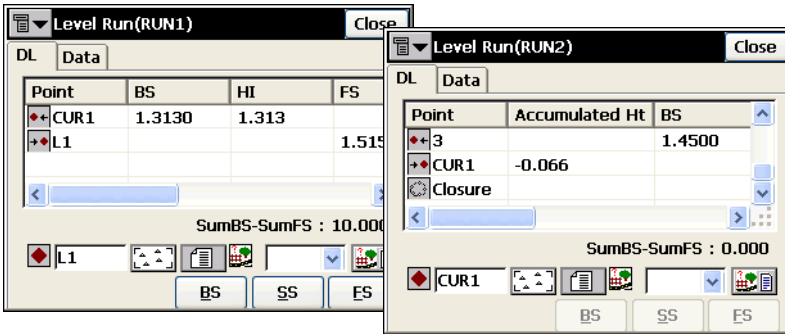 Level Run(RUN1) Close
DL Data
Point BS HI FS
CUR1 1.3130 1.313
L1 1.515
SumBS-SumFS : 10.000
L1
BS SS FS
Level Run(RUN2) Close
DL Data
Point Accumulated Ht BS
3 1.4500
CUR1 -0.066
Closure
SumBS-SumFS : 0.000
CUR1
BS SS FS